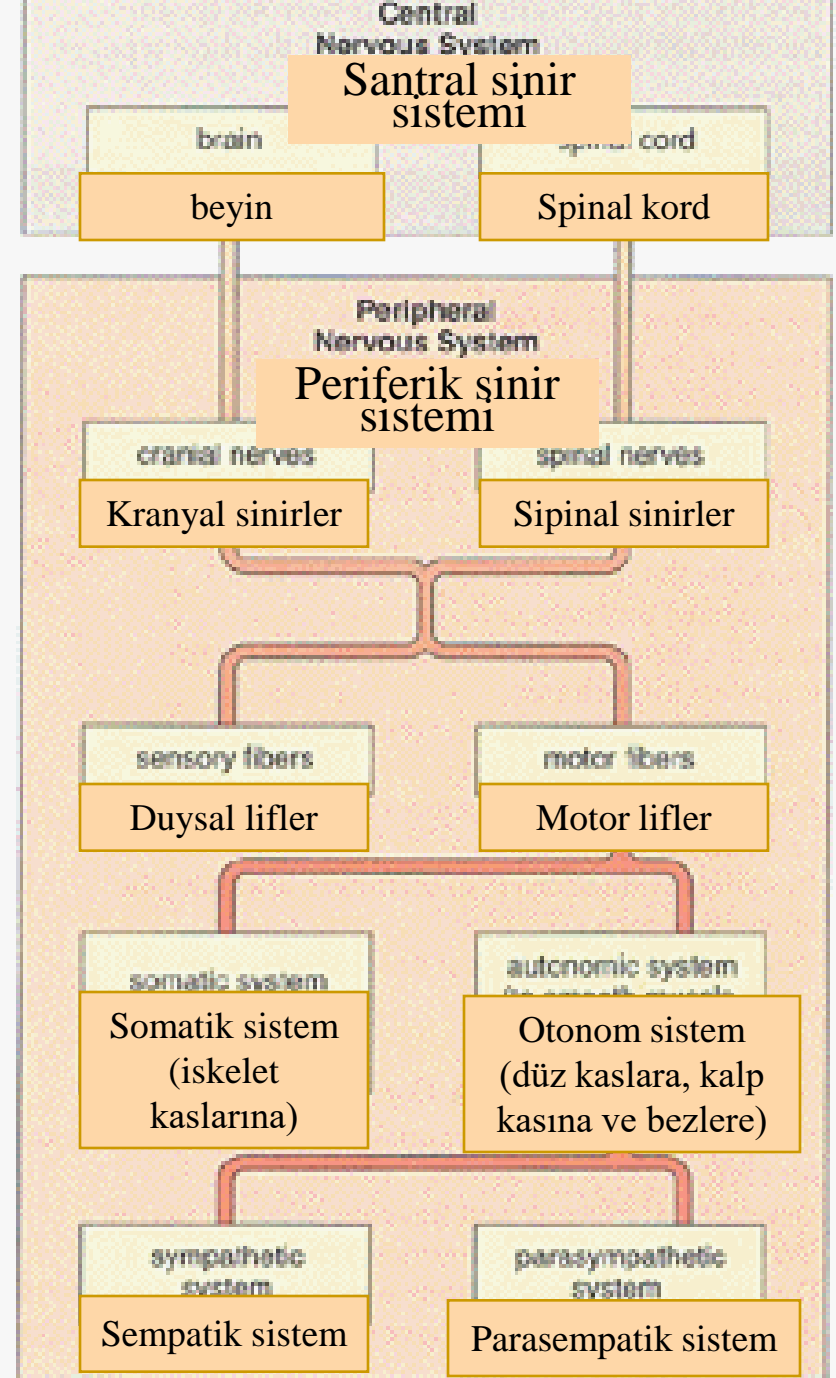 Central
Nervous System
Santral sinir
sistemi
brain
cord
beyin
Spinal kord
Peripheral
Nervous System
Periferik sinir
sistemi
cranial nerves
spinal nerves
Kranyal sinirler
Sipinal sinirler
sensory fibers
motor fibers
Duysal lifler
Motor lifler
somatic system
autonomic system
Somatik sistem
(iskelet
kaslarına)
Otonom sistem
(düz kaslara, kalp
kasına ve bezlere)
sympathetic
system
parasympathetic
system
Sempatik sistem
Parasempatik sistem